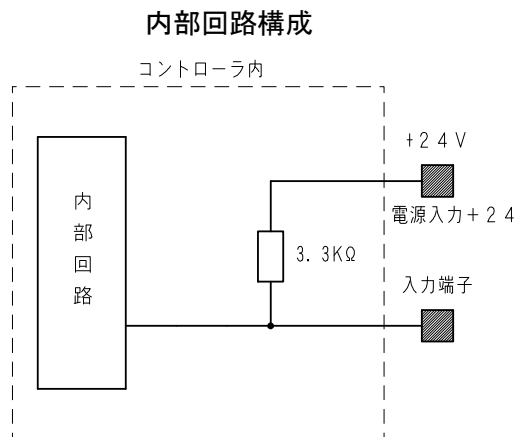 内部回路構成
コントローラ内
+24V
電源入力+24
内部回路
3.3KΩ
入力端子